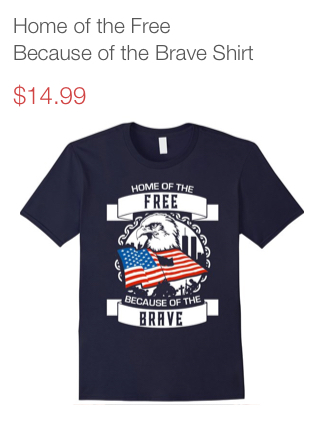 Home of the Free
Because of the Brave Shirt
$14.99
HOME OF THE
FREE
BECAUSE OF THE
BRAVE